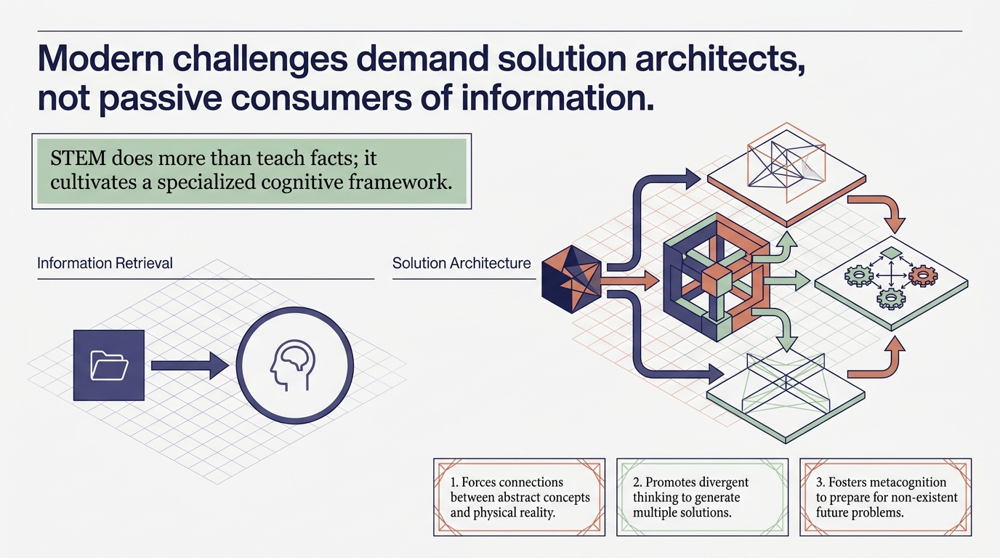 Modern challenges demand solution architects,
not passive consumers of information.
STEM does more than teach facts; it
cultivates a specialized cognitive framework.
Information Retrieval
Solution Architecture
1. Forces connections
between abstract concepts
and physical reality.
2. Promotes divergent
thinking to generate
multiple solutions.
3. Fosters metacognition
to prepare for non-existent
future problems.